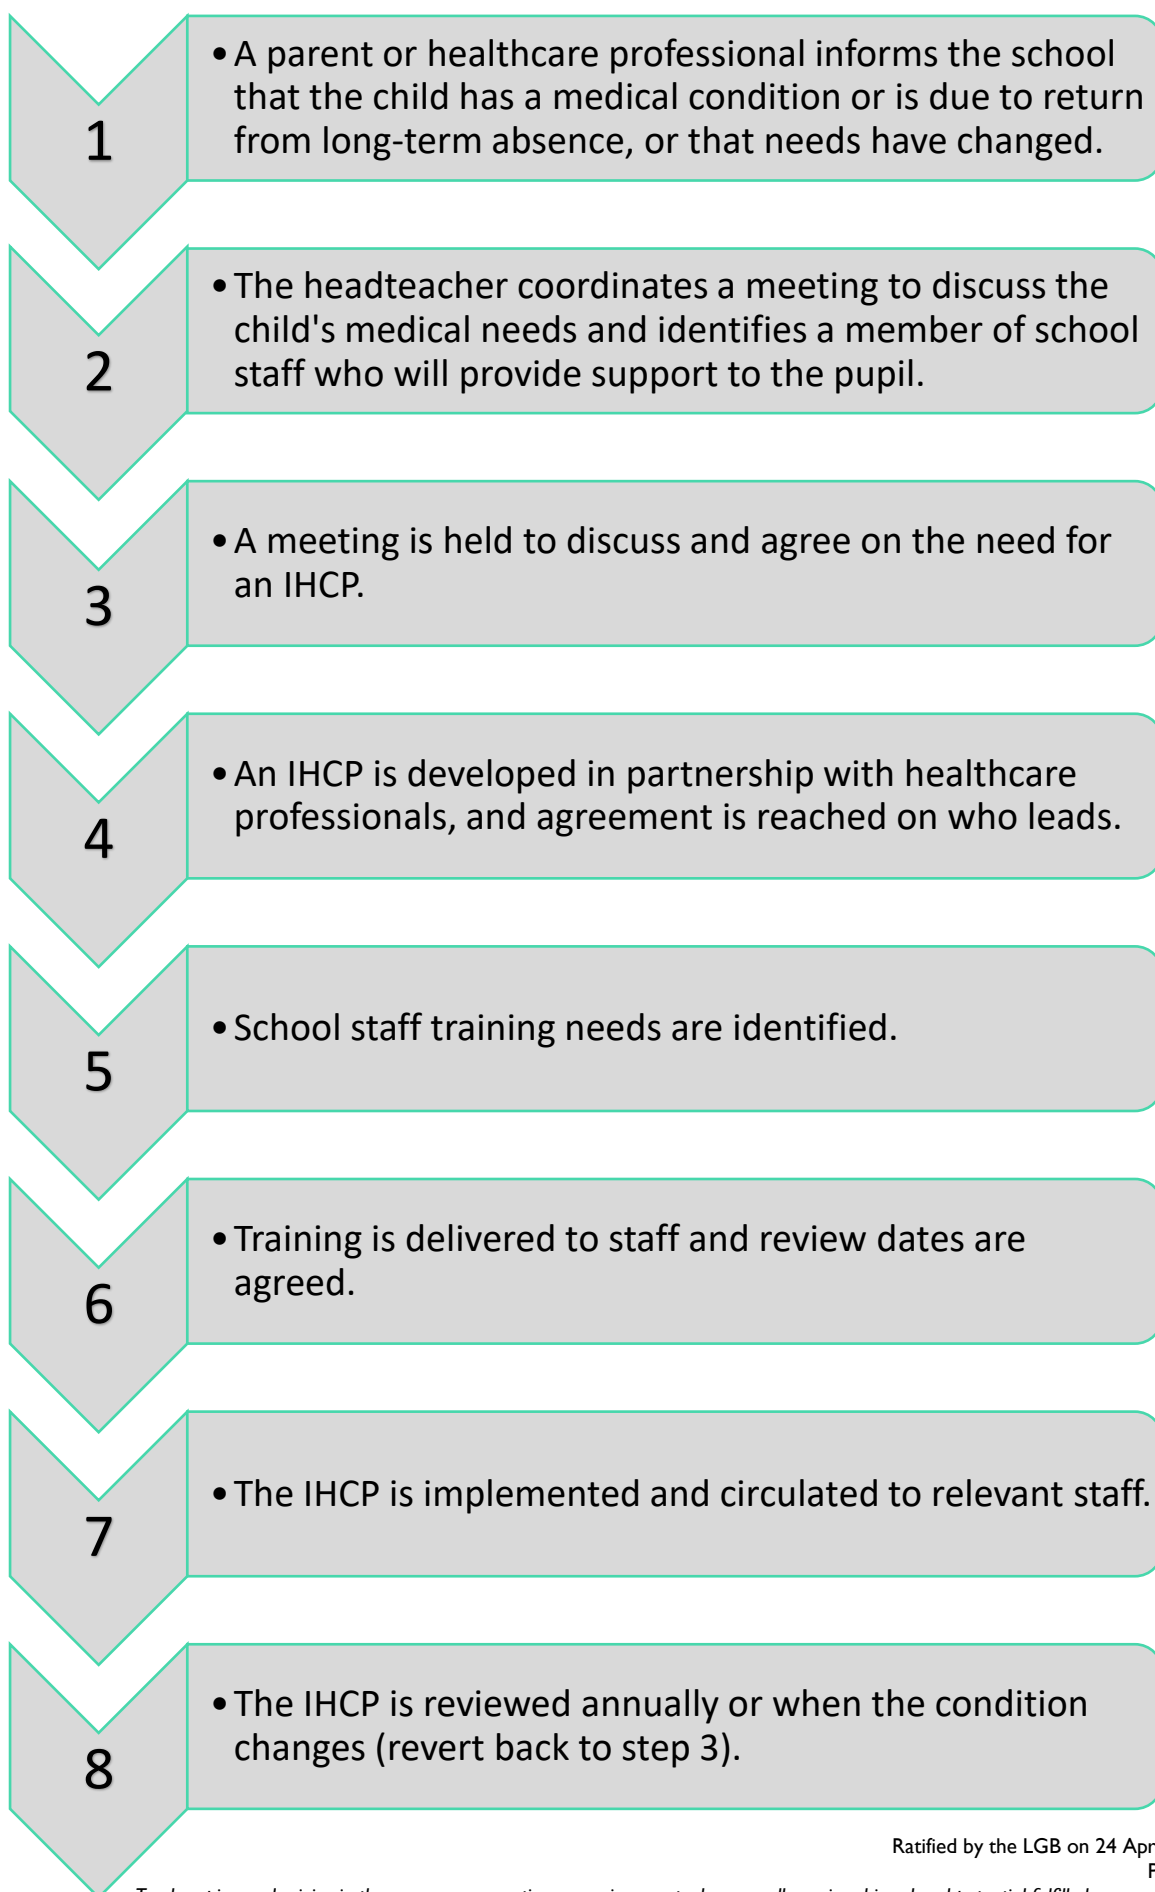 1
• A parent or healthcare professional informs the school
that the child has a medical condition or is due to return
from long-term absence, or that needs have changed.
2
• The headteacher coordinates a meeting to discuss the
child's medical needs and identifies a member of school
staff who will provide support to the pupil.
3
• A meeting is held to discuss and agree on the need for
an IHCP.
4
• An IHCP is developed in partnership with healthcare
professionals, and agreement is reached on who leads.
5
• School staff training needs are identified.
6
• Training is delivered to staff and review dates are
agreed.
7
• The IHCP is implemented and circulated to relevant staff.
8
• The IHCP is reviewed annually or when the condition
changes (revert back to step 3).
Ratified by the LGB on 24